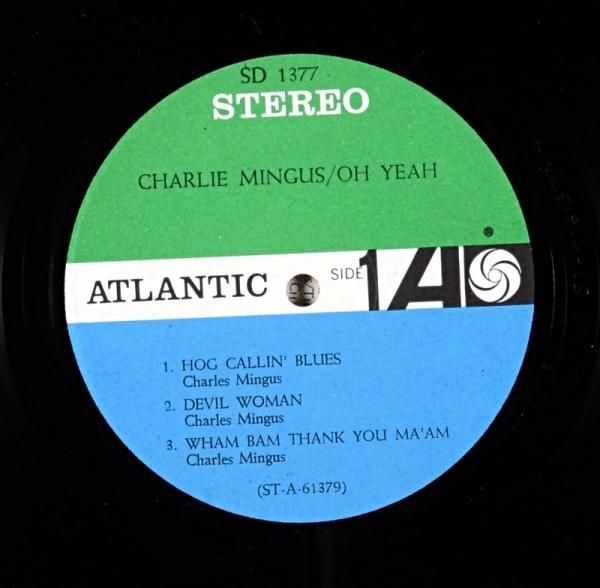 SD 1377
STEREO
CHARLIE MINGUS/OH YEAH
ATLANTIC SIDE 1 A
1. HOG CALLIN' BLUES
Charles Mingus
2. DEVIL WOMAN
Charles Mingus
3. WHAM BAM THANK YOU MA'AM
Charles Mingus
(ST-A-61379)